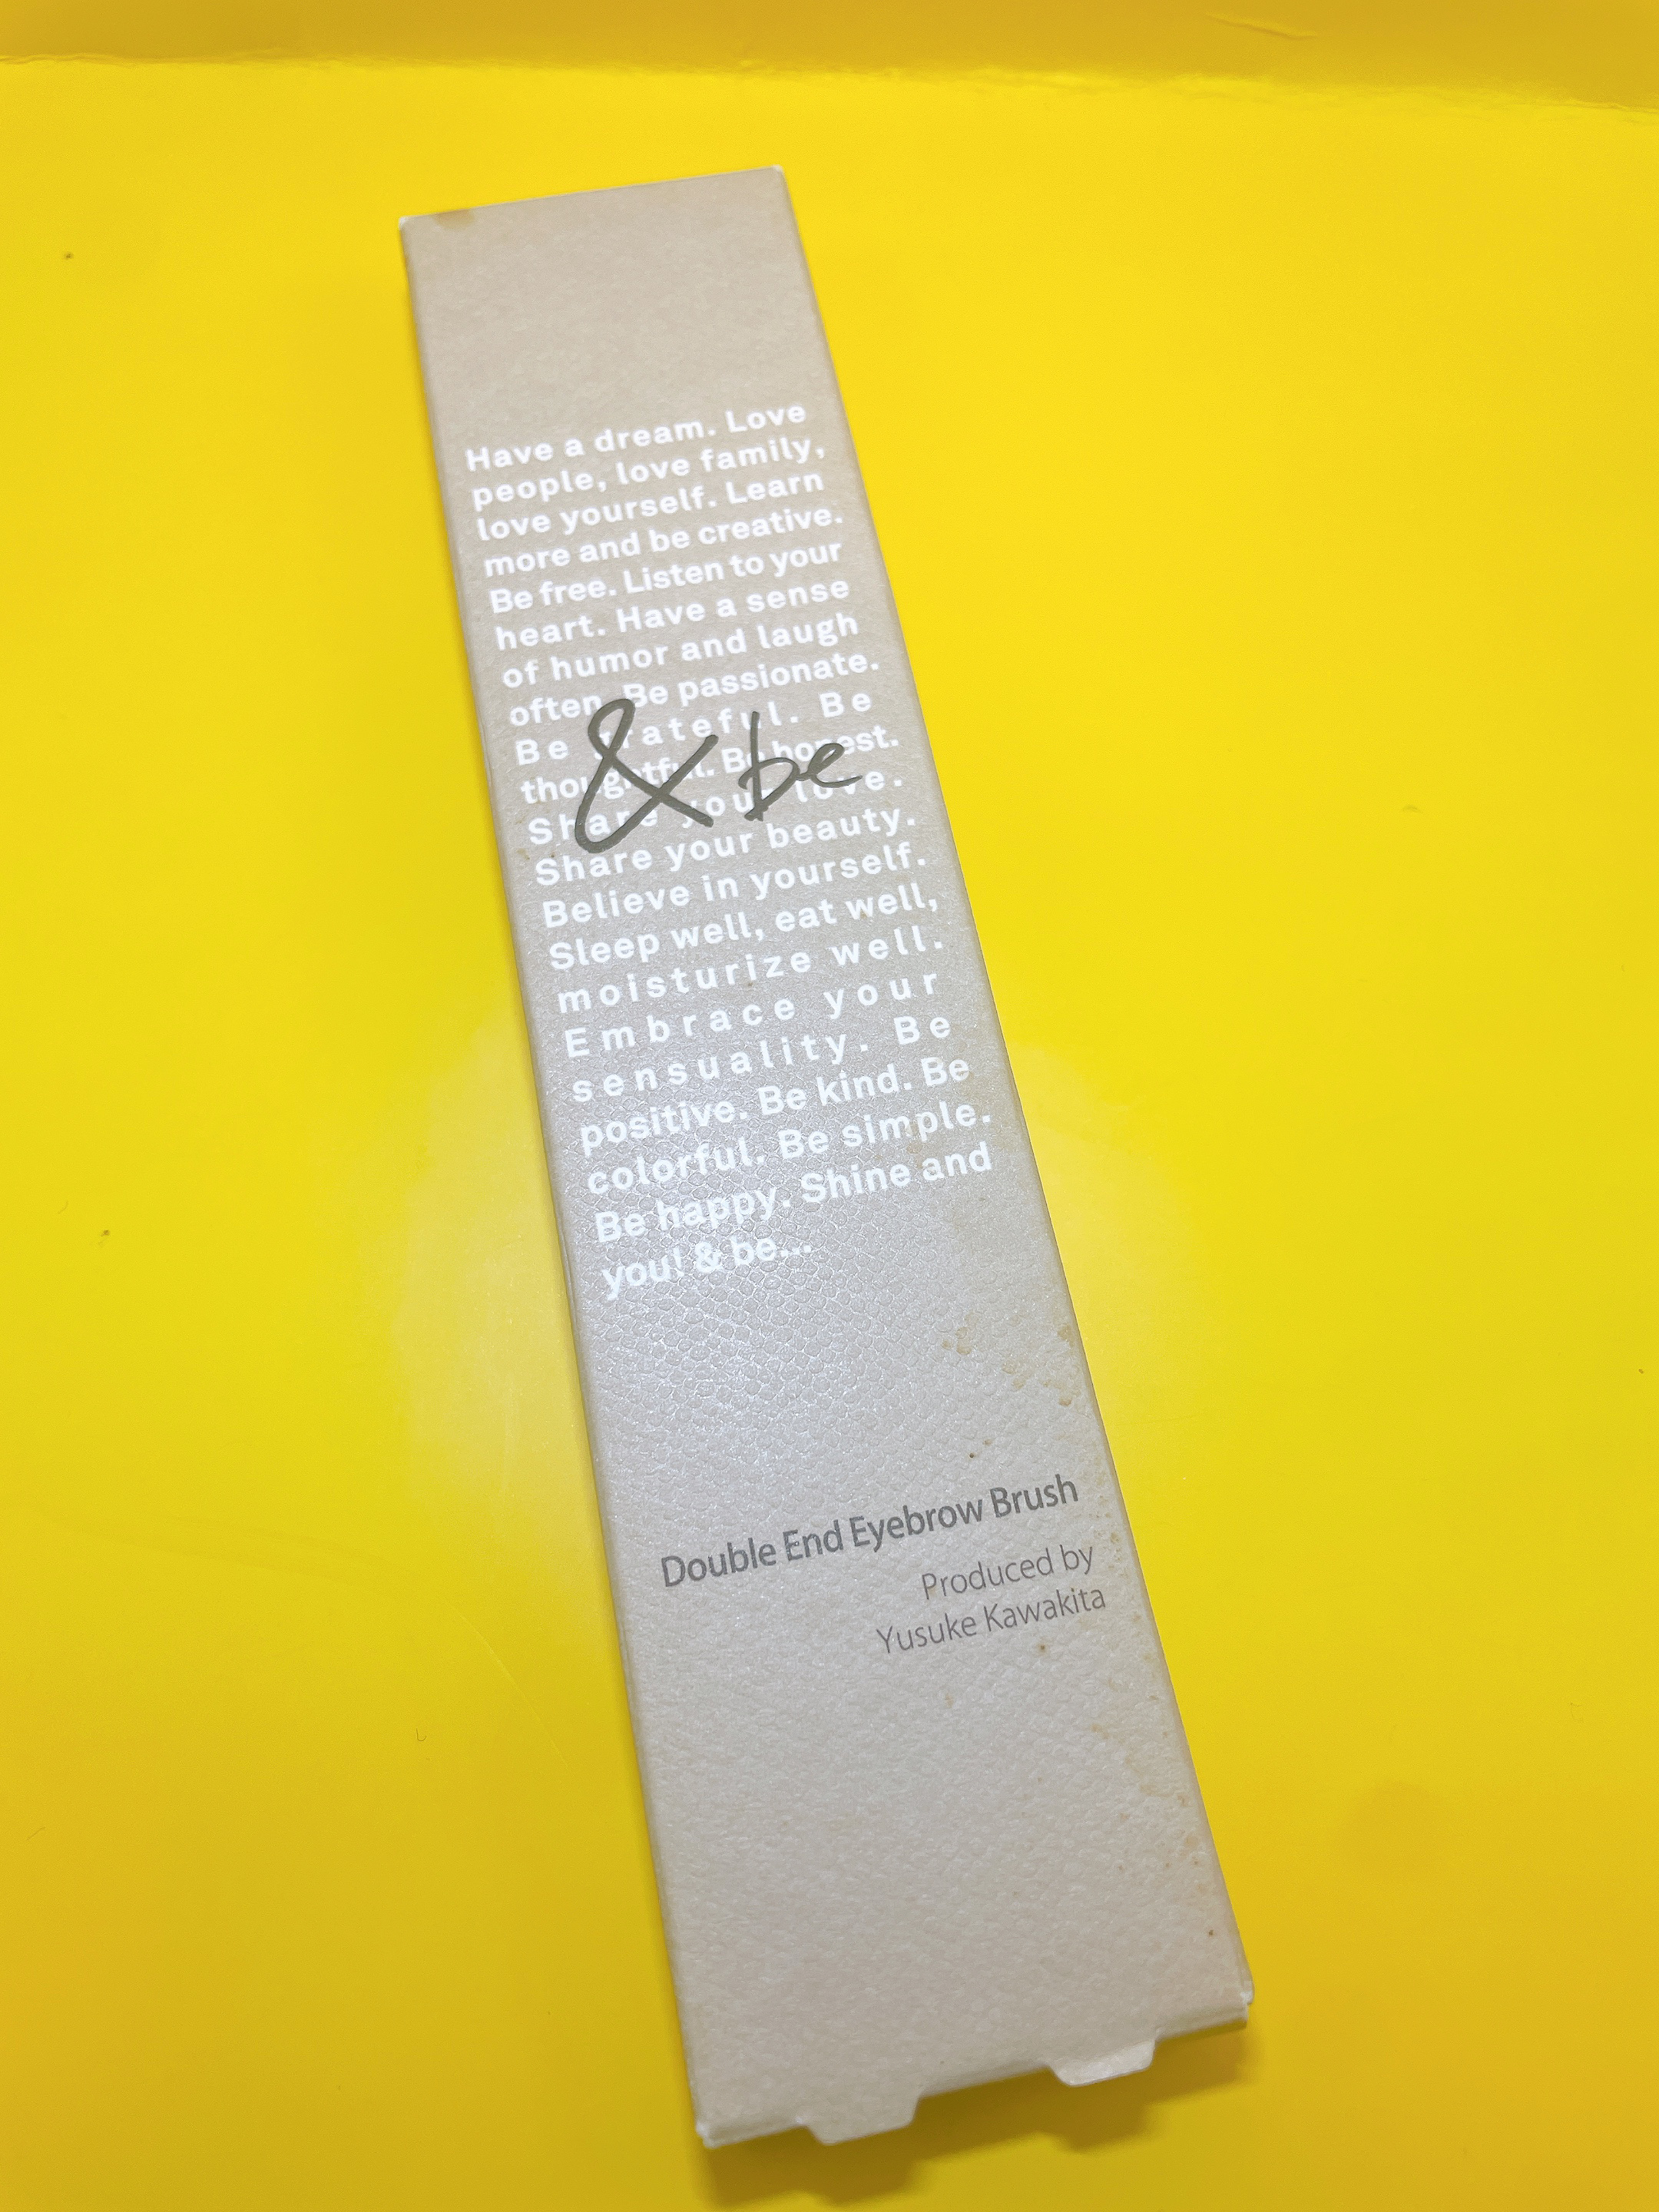 Have a dream. Love
people, love family,
love yourself. Learn
more and be creative.
Be free. Listen to your
heart. Have a sense
of humor and laugh
often. Be passionate.
Be grateful. Be
thoughtful. Be honest.
Share your love.
Share your beauty.
Believe in yourself.
Sleep well, eat well,
moisturize well.
Embrace your
sensuality. Be
positive. Be kind. Be
colorful. Be simple.
Be happy. Shine and
you! & be...
& be
Double End Eyebrow Brush
Produced by
Yusuke Kawakita